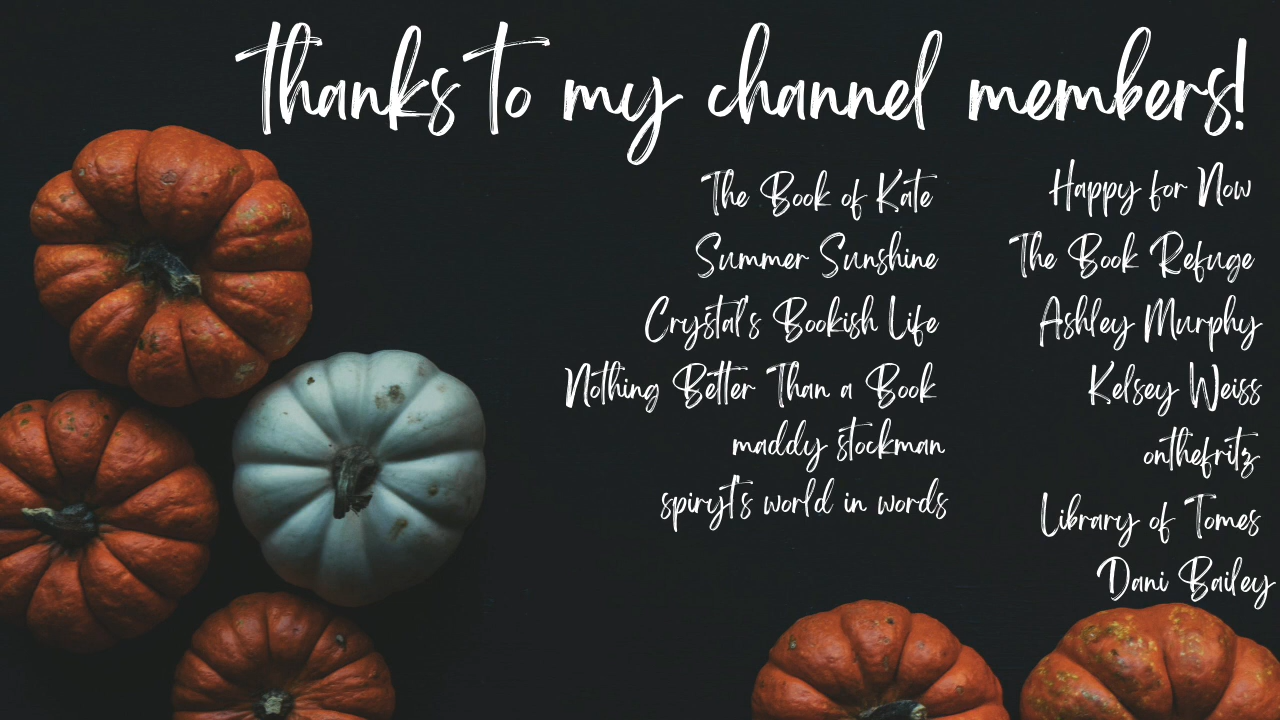 thanks to my channel members!
The Book of Kate
Summer Sunshine
Crystal's Bookish Life
Nothing Better Than a Book
maddy stockman
spiryt's world in words
Happy for Now
The Book Refuge
Ashley Murphy
Kelsey Weiss
onthefritz
Library of Tomes
Dani Bailey